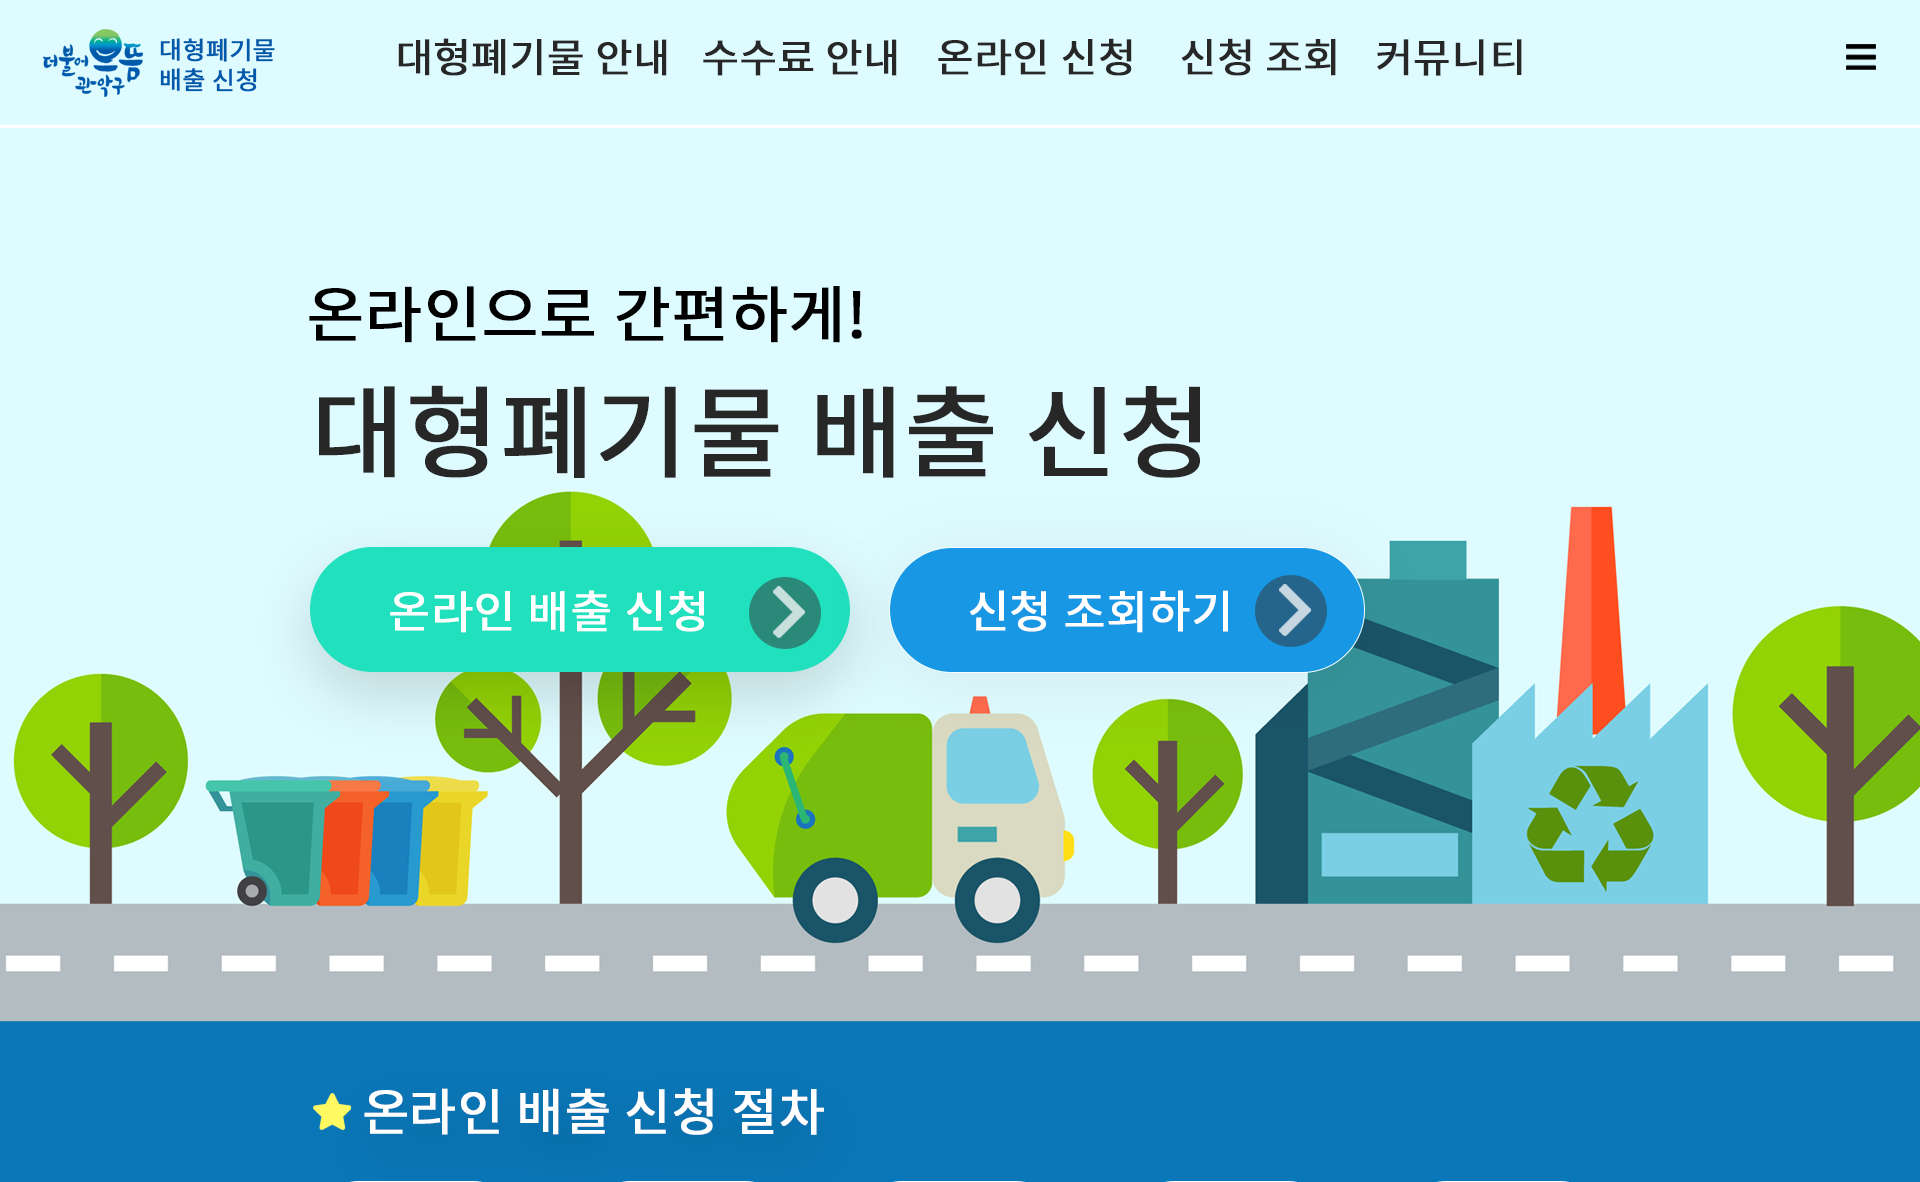 더불어 으뜸
관악구
대형폐기물
배출 신청
대형폐기물 안내 수수료 안내 온라인 신청 신청 조회 커뮤니티
온라인으로 간편하게!
대형폐기물 배출 신청
온라인 배출 신청
신청 조회하기
온라인 배출 신청 절차